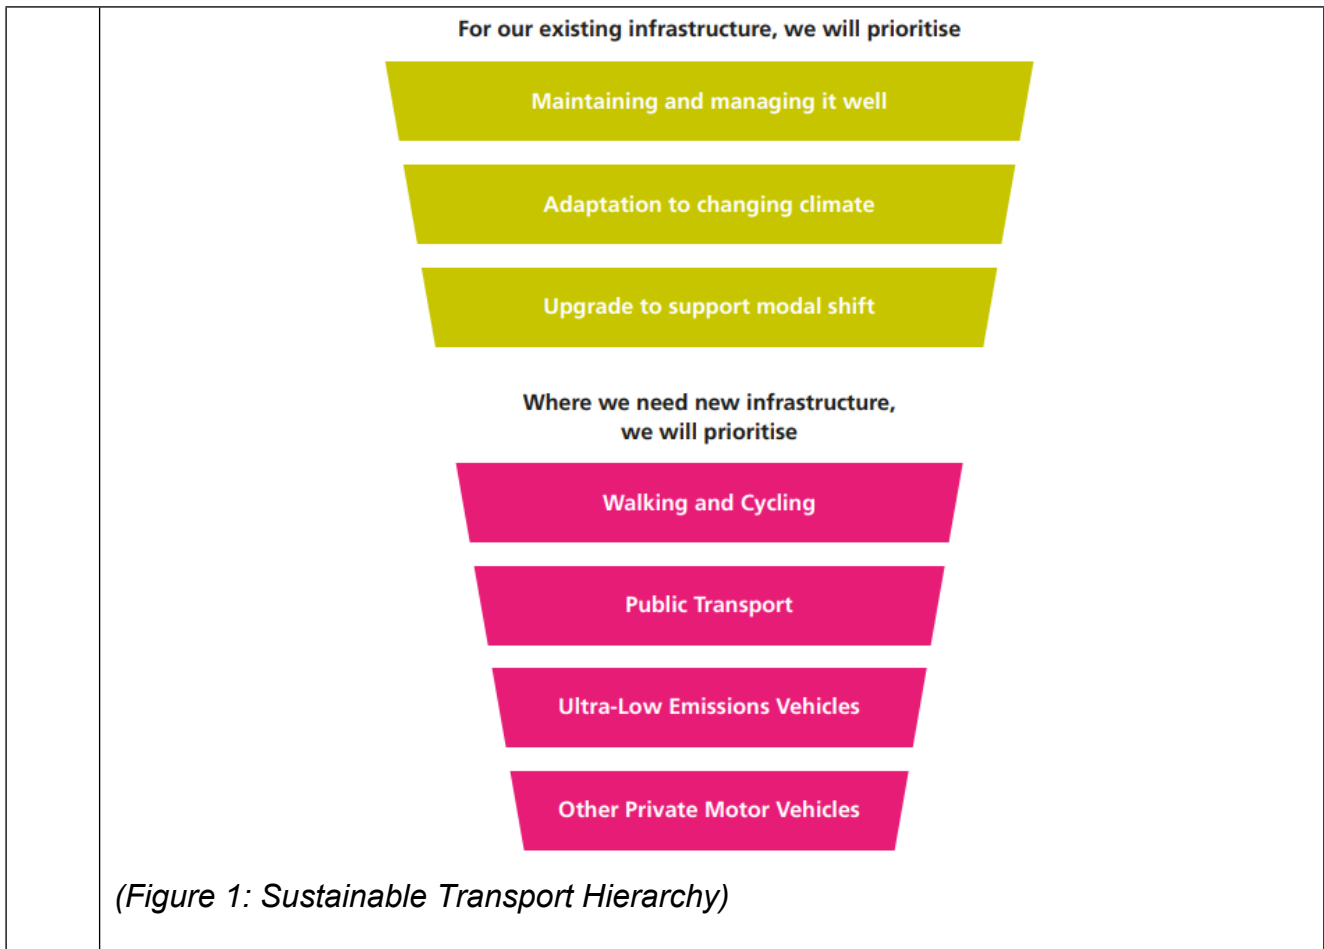 For our existing infrastructure, we will prioritise
Maintaining and managing it well
Adaptation to changing climate
Upgrade to support modal shift
Where we need new infrastructure,
we will prioritise
Walking and Cycling
Public Transport
Ultra-Low Emissions Vehicles
Other Private Motor Vehicles
(Figure 1: Sustainable Transport Hierarchy)